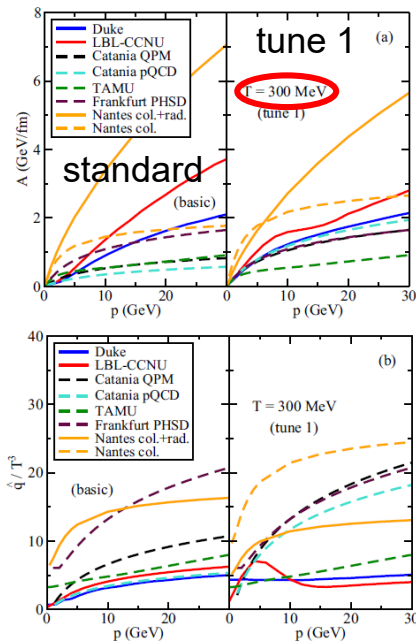 8
6
4
2
0
A (GeV/fm)
Duke
LBL-CCNU
Catania QPM
Catania pQCD
TAMU
Frankfurt PHSD
Nantes col.+rad.
Nantes col.
standard
(basic)
tune 1
(a)
T = 300 MeV
(tune 1)
0 10 20 0 10 20 30
p (GeV) p (GeV)
40
30
20
10
0
q̂ / T³
Duke
LBL-CCNU
Catania QPM
Catania pQCD
TAMU
Frankfurt PHSD
Nantes col.+rad.
Nantes col.
(basic)
(b)
T = 300 MeV
(tune 1)
0 10 20 0 10 20 30
p (GeV) p (GeV)